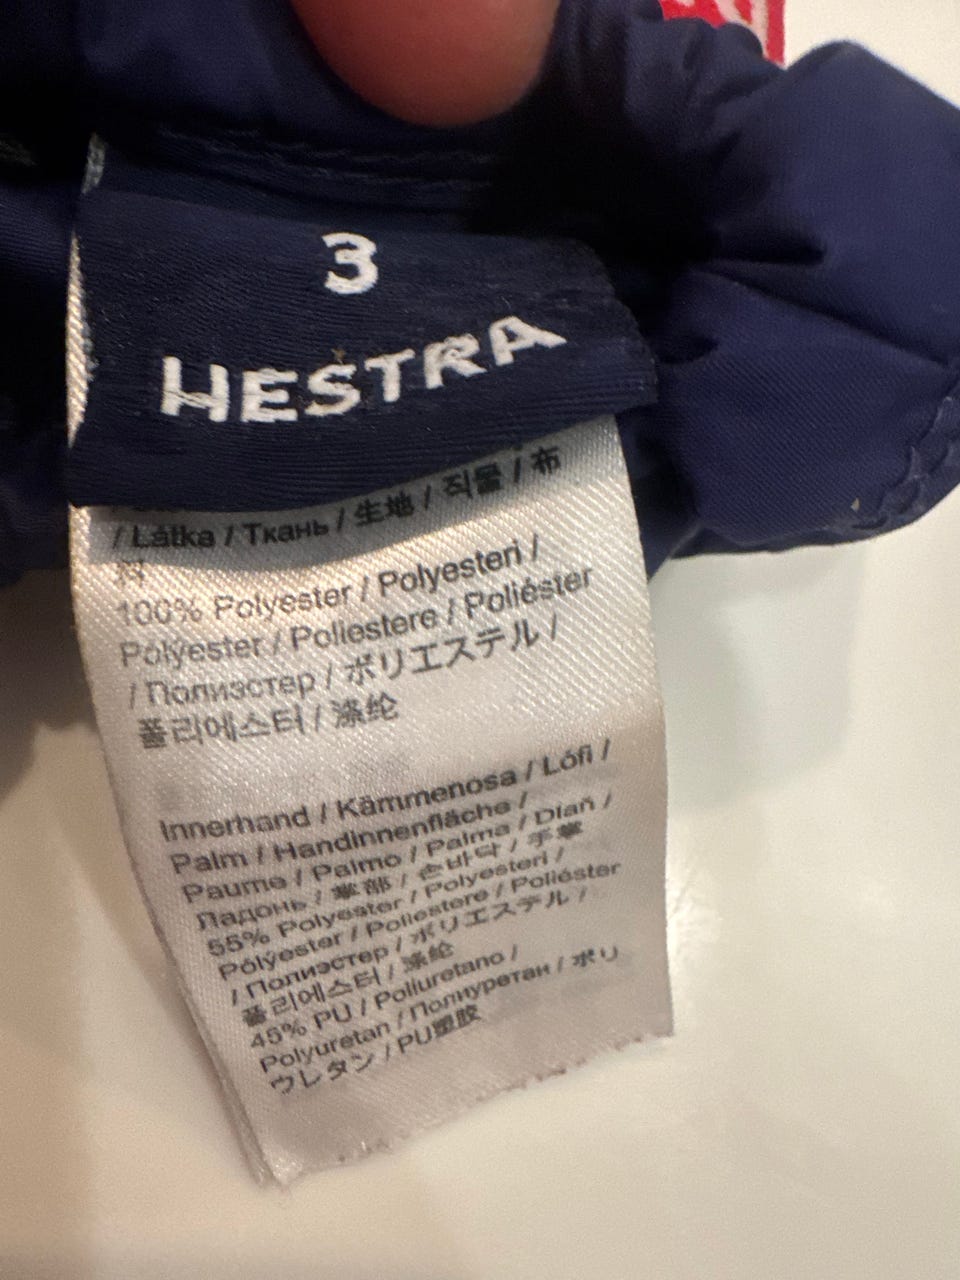 3
HESTRA
/ Látka / Ткань / 生地 / 직물 / 布
料
100% Polyester / Polyesteri /
Pólýester / Poliestere / Poliéster
/ Полиэстер / ポリエステル /
폴리에스터 / 涤纶
Innerhand / Kämmenosa / Lófi /
Palm / Handinnenfläche /
Paume / Palmo / Palma / Dlaň /
Ладонь / 掌部 / 손바닥 / 手掌
55% Polyester / Polyesteri /
Pólýester / Poliestere / Poliéster
/ Полиэстер / ポリエステル /
폴리에스터 / 涤纶
45% PU / Poliuretano /
Polyuretan / Полиуретан / ポリ
ウレタン / PU塑胶